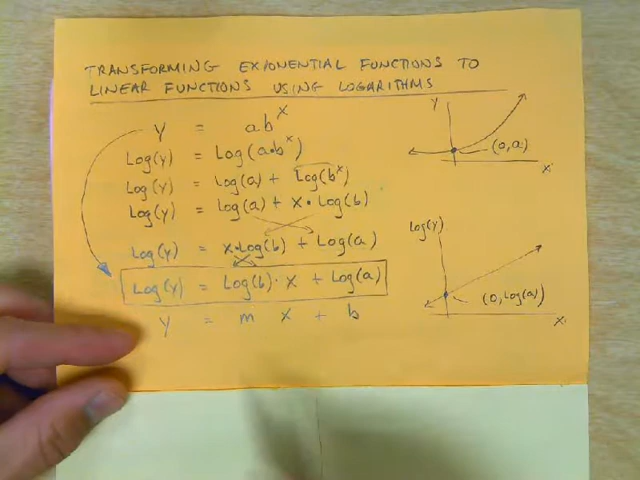 TRANSFORMING EXPONENTIAL FUNCTIONS TO
LINEAR FUNCTIONS USING LOGARITHMS
Y = ab^x
Log(y) = Log(a•b^x)
Log(y) = Log(a) + Log(b^x)
Log(y) = Log(a) + x • Log(b)
Log(y) = x•Log(b) + Log(a)
Log(y) = Log(b) • x + Log(a)
Y = m x + b
Y
(0,a)
x
Log(y)
(0, Log(a))
x